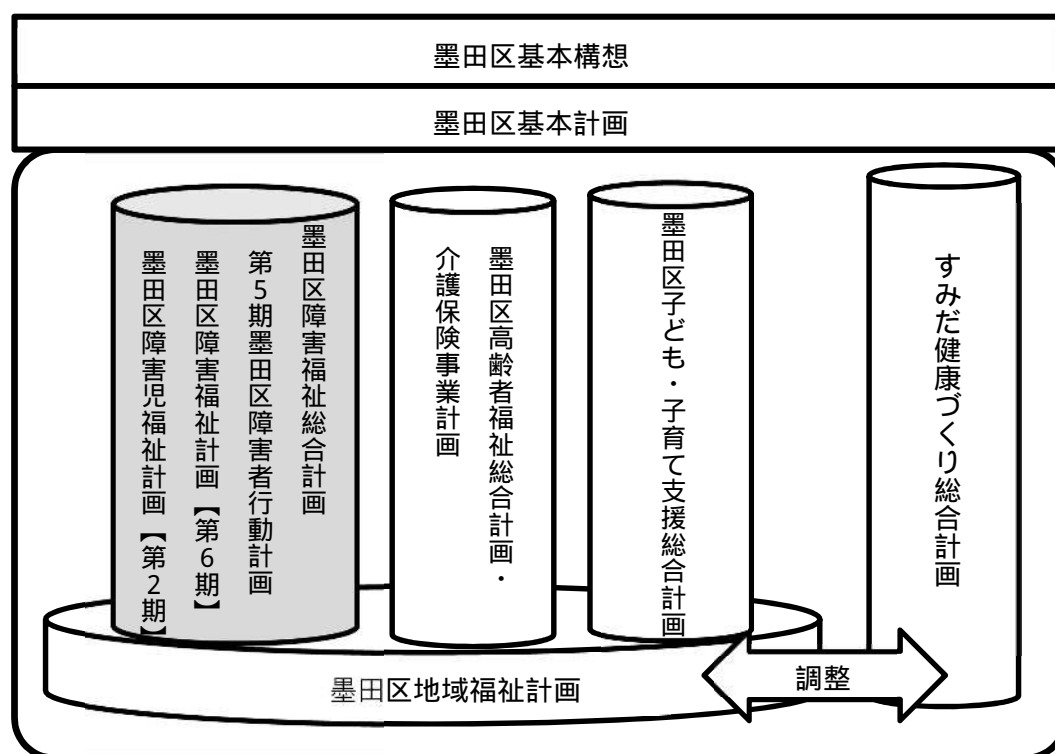 墨田区基本構想
墨田区基本計画
墨田区障害福祉総合計画
第5期墨田区障害者行動計画
墨田区障害福祉計画【第6期】
墨田区障害児福祉計画【第2期】
墨田区高齢者福祉総合計画・
介護保険事業計画
墨田区子ども・子育て支援総合計画
すみだ健康づくり総合計画
墨田区地域福祉計画
調整